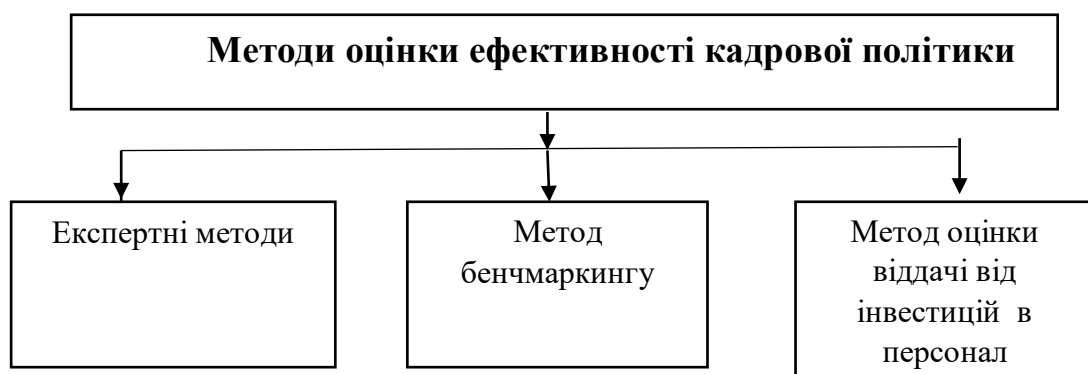 Методи оцінки ефективності кадрової політики
Експертні методи
Метод
бенчмаркингу
Метод оцінки
віддачі від
інвестицій в
персонал